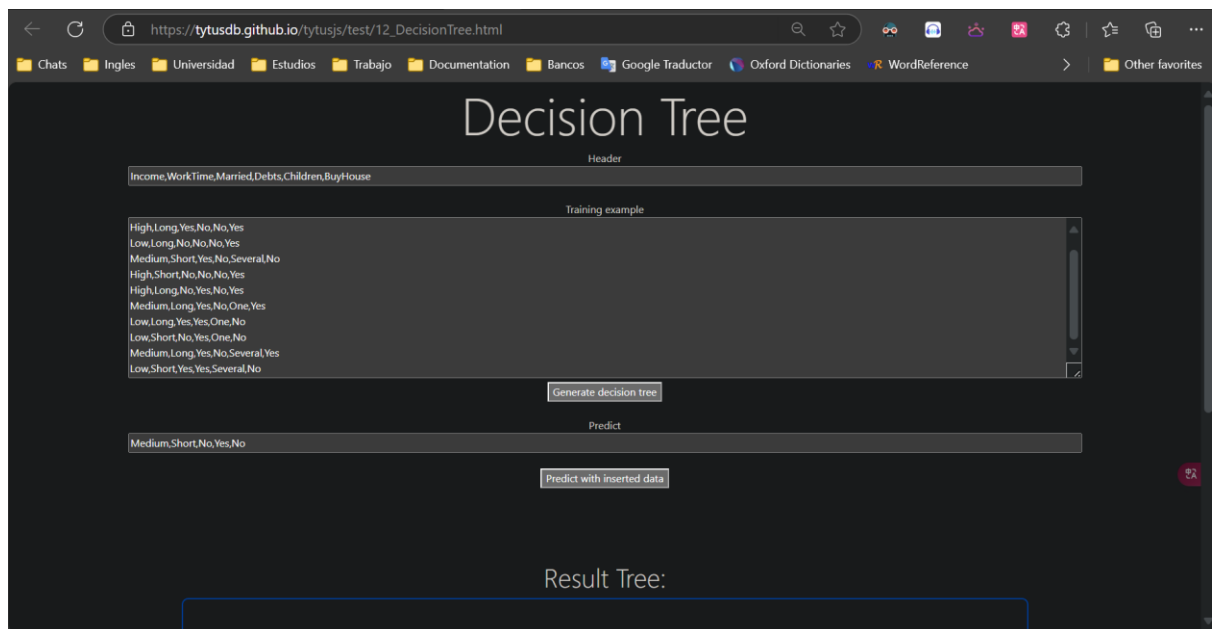 https://tytusdb.github.io/tytusjs/test/12_DecisionTree.html
Chats Ingles Universidad Estudios Trabajo Documentation Bancos Google Traductor Oxford Dictionaries WordReference Other favorites
Decision Tree
Header
Income,WorkTime,Married,Debts,Children,BuyHouse
Training example
High,Long,Yes,No,No,Yes
Low,Long,No,No,No,Yes
Medium,Short,Yes,No,Several,No
High,Short,No,No,No,Yes
High,Long,No,Yes,No,Yes
Medium,Long,Yes,No,One,Yes
Low,Long,Yes,Yes,One,No
Low,Short,No,Yes,One,No
Medium,Long,Yes,No,Several,Yes
Low,Short,Yes,Yes,Several,No
Generate decision tree
Predict
Medium,Short,No,Yes,No
Predict with inserted data
Result Tree: